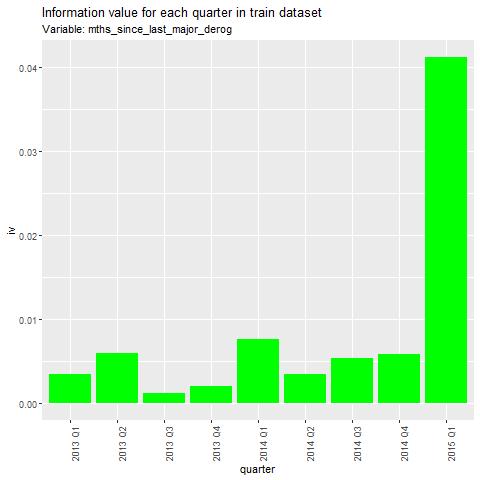 Information value for each quarter in train dataset
Variable: mths_since_last_major_derog
0.04
0.03
0.02
0.01
0.00
iv
2013 Q1
2013 Q2
2013 Q3
2013 Q4
2014 Q1
2014 Q2
2014 Q3
2014 Q4
2015 Q1
quarter